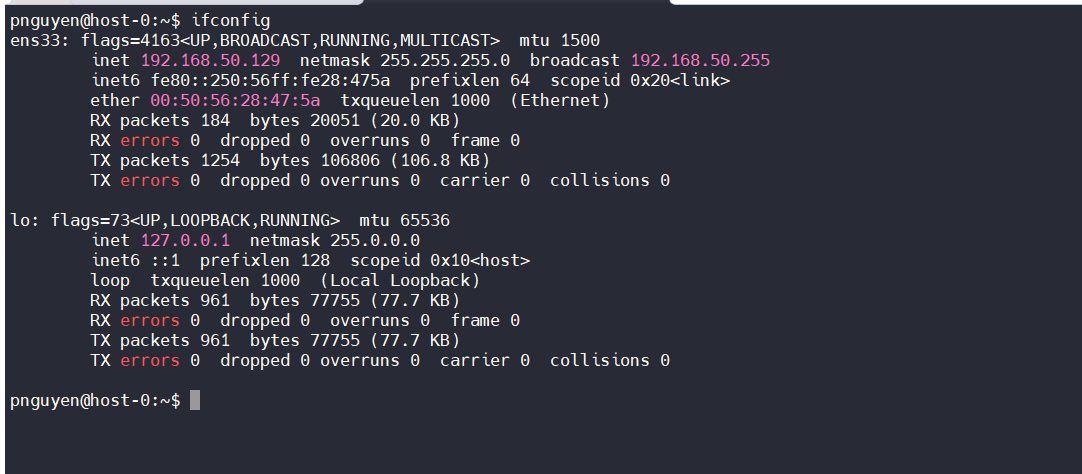 pnguyen@host-0:~$ ifconfig
ens33: flags=4163<UP,BROADCAST,RUNNING,MULTICAST>  mtu 1500
        inet 192.168.50.129  netmask 255.255.255.0  broadcast 192.168.50.255
        inet6 fe80::250:56ff:fe28:475a  prefixlen 64  scopeid 0x20<link>
        ether 00:50:56:28:47:5a  txqueuelen 1000  (Ethernet)
        RX packets 184  bytes 20051 (20.0 KB)
        RX errors 0  dropped 0  overruns 0  frame 0
        TX packets 1254  bytes 106806 (106.8 KB)
        TX errors 0  dropped 0 overruns 0  carrier 0  collisions 0

lo: flags=73<UP,LOOPBACK,RUNNING>  mtu 65536
        inet 127.0.0.1  netmask 255.0.0.0
        inet6 ::1  prefixlen 128  scopeid 0x10<host>
        loop  txqueuelen 1000  (Local Loopback)
        RX packets 961  bytes 77755 (77.7 KB)
        RX errors 0  dropped 0  overruns 0  frame 0
        TX packets 961  bytes 77755 (77.7 KB)
        TX errors 0  dropped 0 overruns 0  carrier 0  collisions 0

pnguyen@host-0:~$